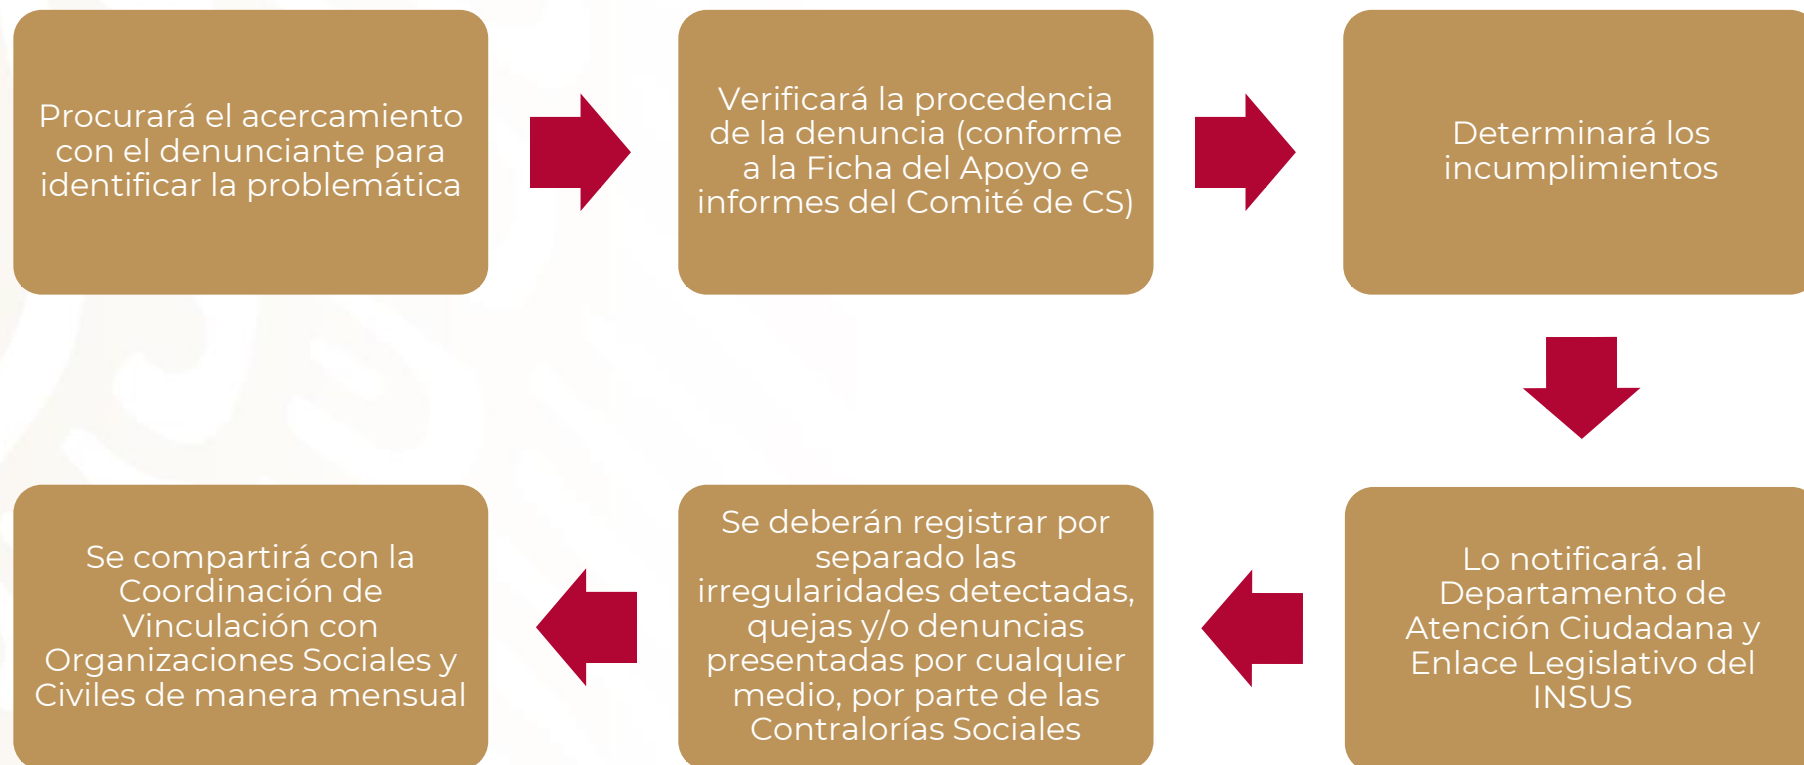 Procurará el acercamiento
con el denunciante para
identificar la problemática
Verificará la procedencia
de la denuncia (conforme
a la Ficha del Apoyo e
informes del Comité de CS)
Determinará los
incumplimientos
Lo notificará. al
Departamento de
Atención Ciudadana y
Enlace Legislativo del
INSUS
Se deberán registrar por
separado las
irregularidades detectadas,
quejas y/o denuncias
presentadas por cualquier
medio, por parte de las
Contralorías Sociales
Se compartirá con la
Coordinación de
Vinculación con
Organizaciones Sociales y
Civiles de manera mensual